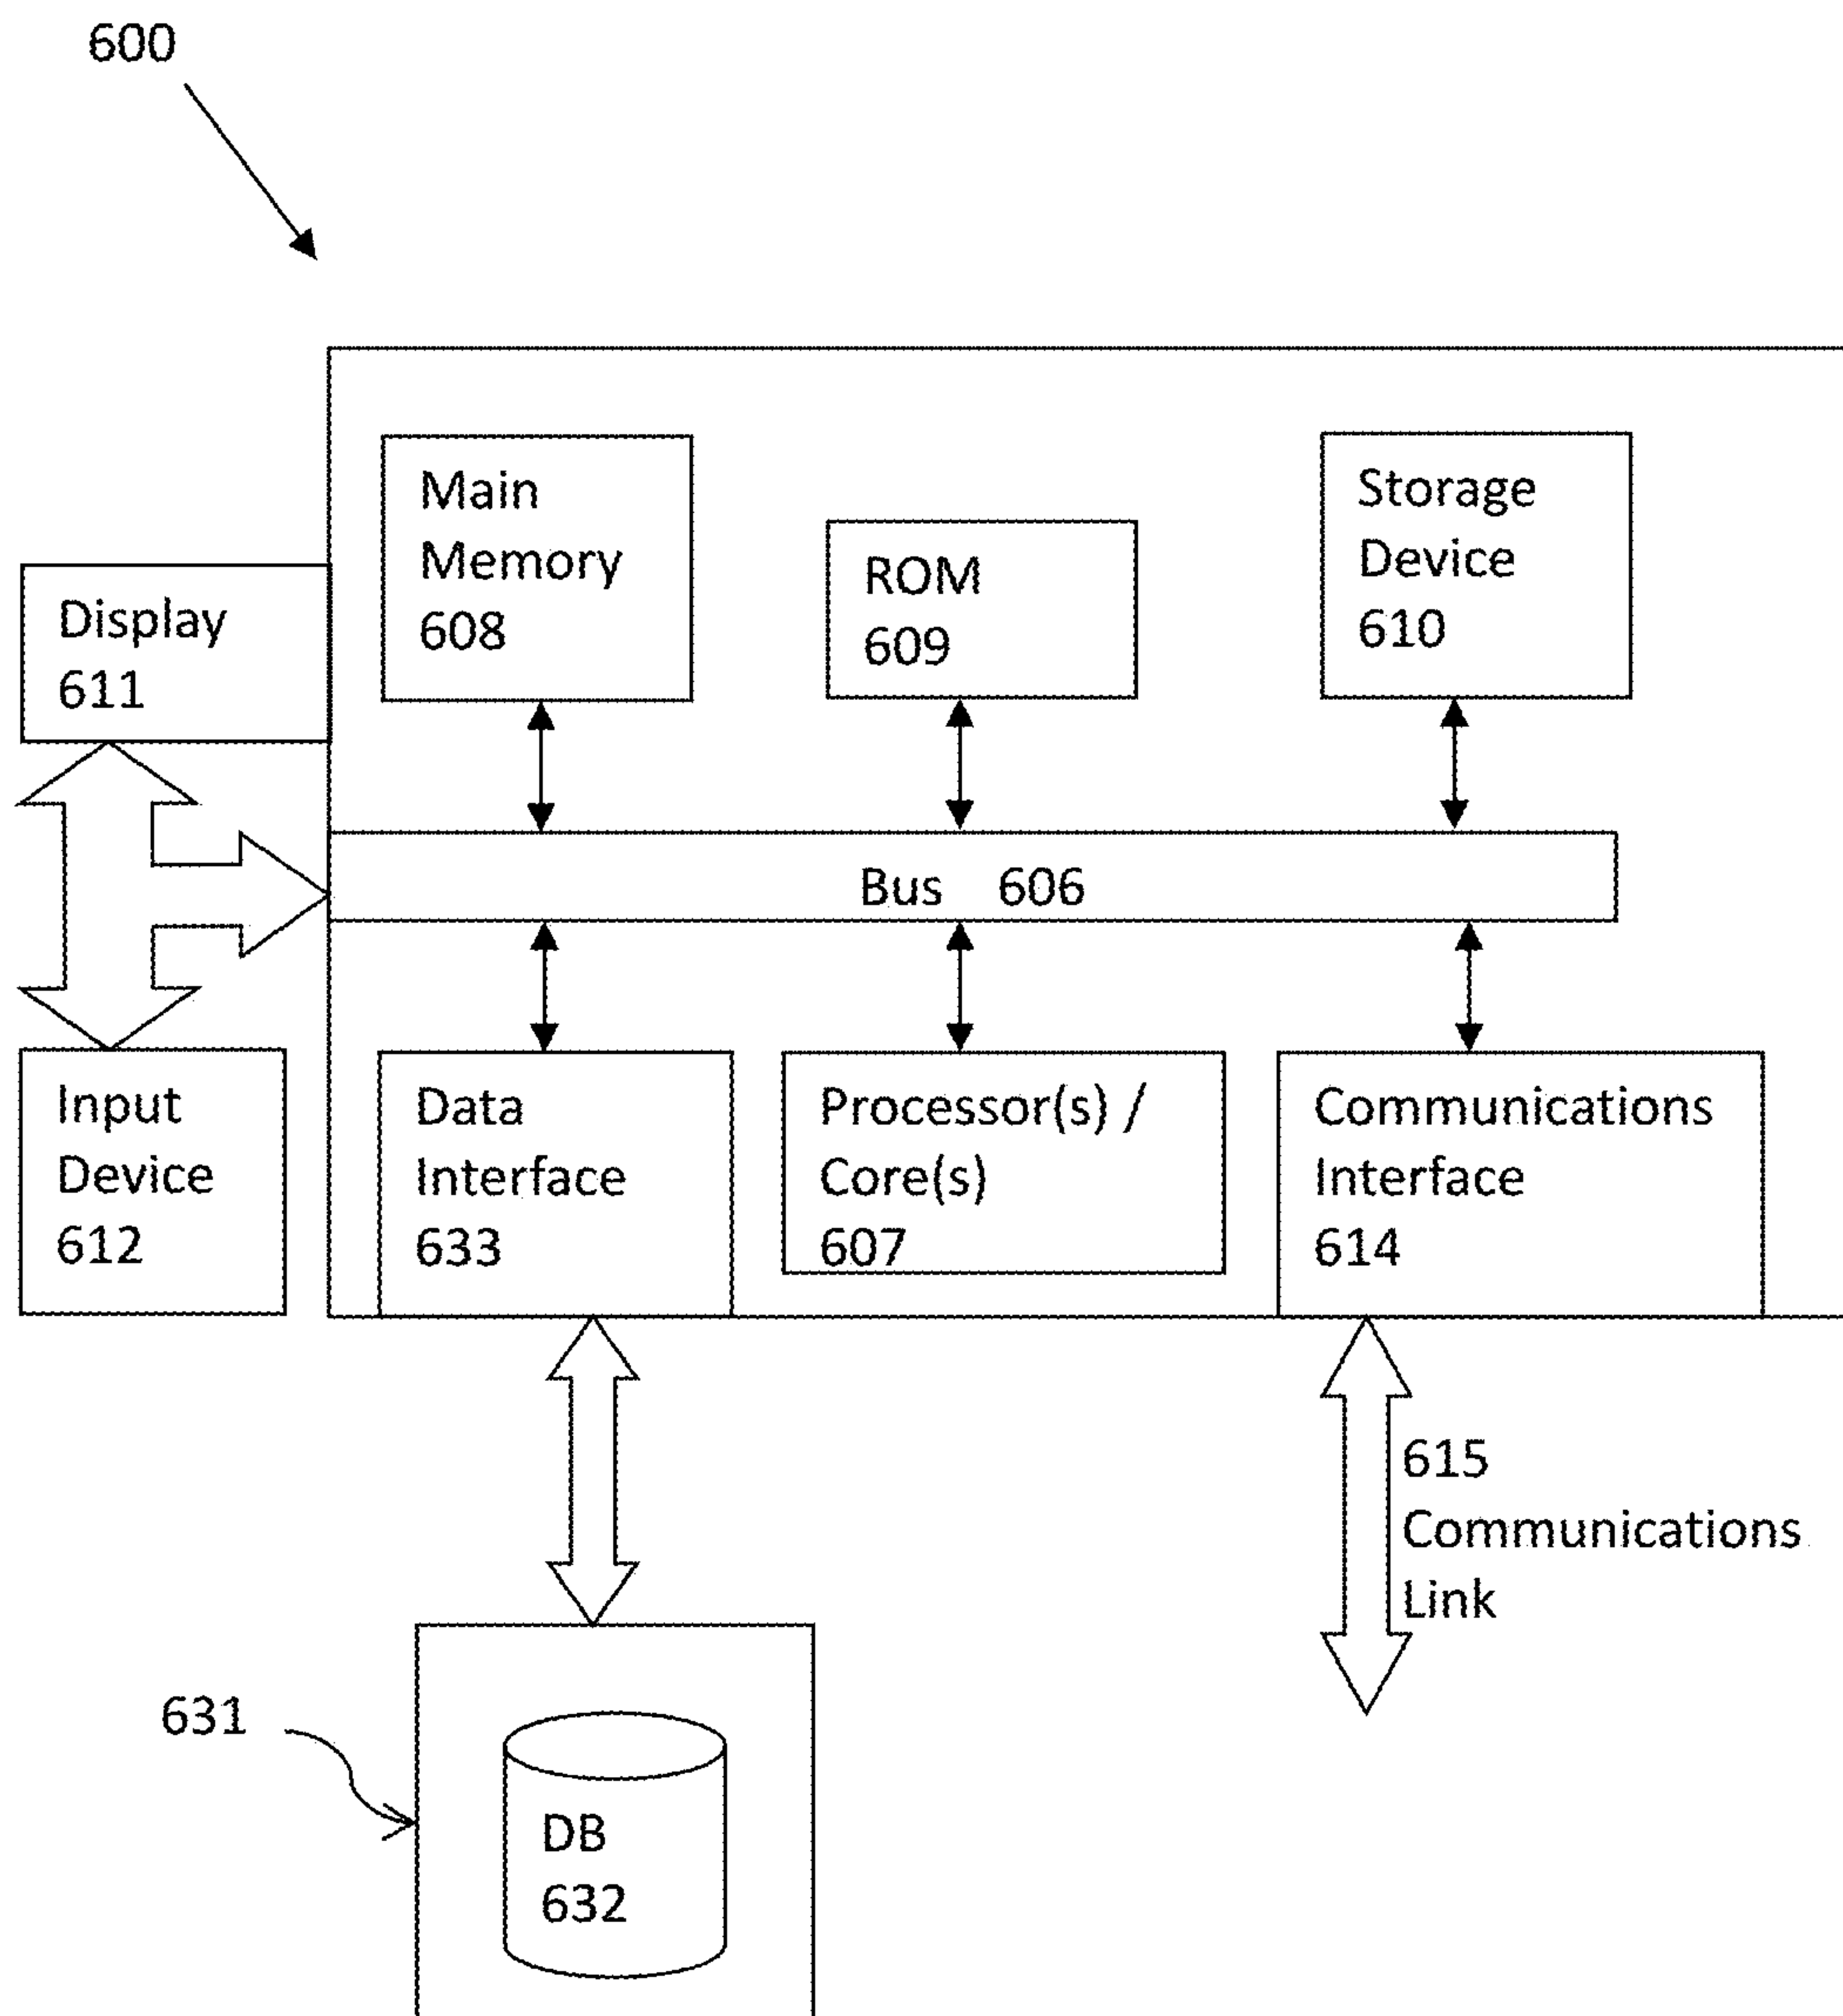 600
Main
Memory
608
ROM
609
Storage
Device
610
Display
611
Bus 606
Input
Device
612
Data
Interface
633
Processor(s) /
Core(s)
607
Communications
Interface
614
615
Communications
Link
631
DB
632